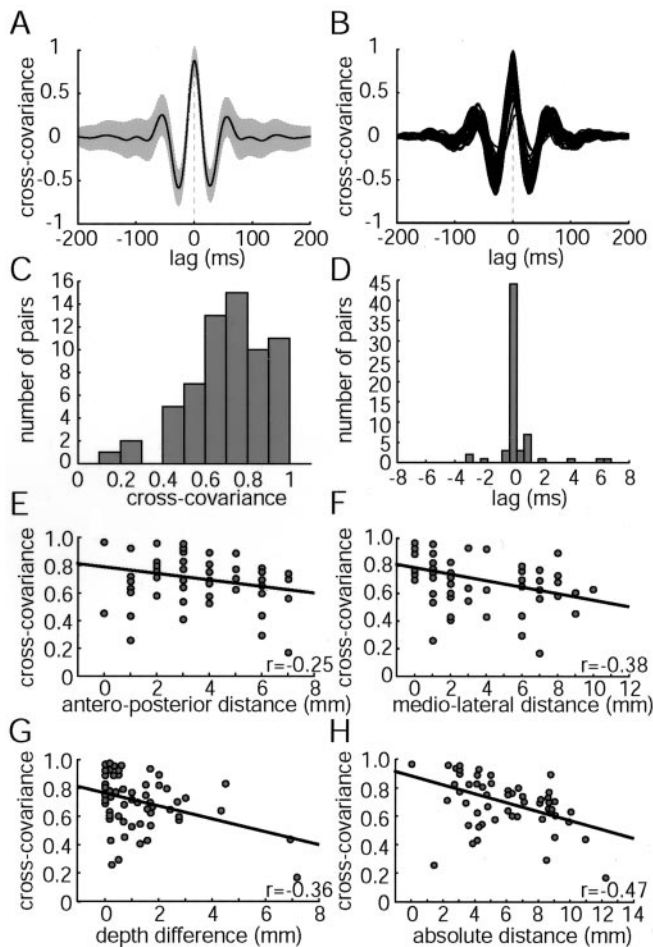 A
B
cross-covariance
1
0.5
0
-0.5
-1
-200 -100 0 100 200
lag (ms)
cross-covariance
1
0.5
0
-0.5
-1
-200 -100 0 100 200
lag (ms)
C
D
number of pairs
16
14
12
10
8
6
4
2
0
0 0.2 0.4 0.6 0.8 1
cross-covariance
number of pairs
45
40
35
30
25
20
15
10
5
-8 -6 -4 -2 0 2 4 6 8
lag (ms)
E
F
cross-covariance
1.0
0.8
0.6
0.4
0.2
0
r=-0.25
0 2 4 6 8
antero-posterior distance (mm)
cross-covariance
1.0
0.8
0.6
0.4
0.2
0
r=-0.38
0 2 4 6 8 10 12
medio-lateral distance (mm)
G
H
cross-covariance
1.0
0.8
0.6
0.4
0.2
0
r=-0.36
0 2 4 6 8
depth difference (mm)
cross-covariance
1.0
0.8
0.6
0.4
0.2
0
r=-0.47
0 2 4 6 8 10 12 14
absolute distance (mm)